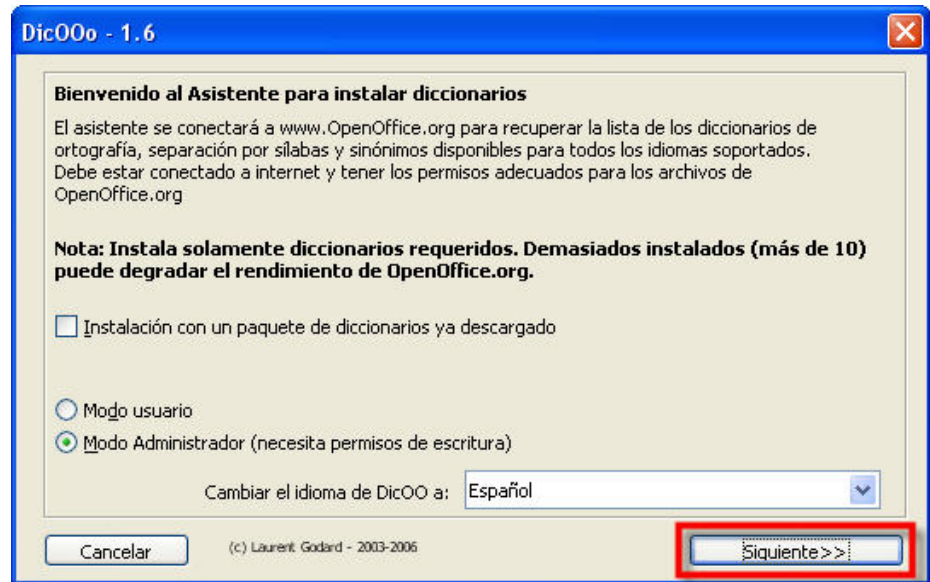 DicOOo - 1.6
Bienvenido al Asistente para instalar diccionarios
El asistente se conectará a www.OpenOffice.org para recuperar la lista de los diccionarios de
ortografía, separación por sílabas y sinónimos disponibles para todos los idiomas soportados.
Debe estar conectado a internet y tener los permisos adecuados para los archivos de
OpenOffice.org
Nota: Instala solamente diccionarios requeridos. Demasiados instalados (más de 10)
puede degradar el rendimiento de OpenOffice.org.
Instalación con un paquete de diccionarios ya descargado
Modo usuario
Modo Administrador (necesita permisos de escritura)
Cambiar el idioma de DicOO a: Español
Cancelar (c) Laurent Godard - 2003-2006 Siguiente>>